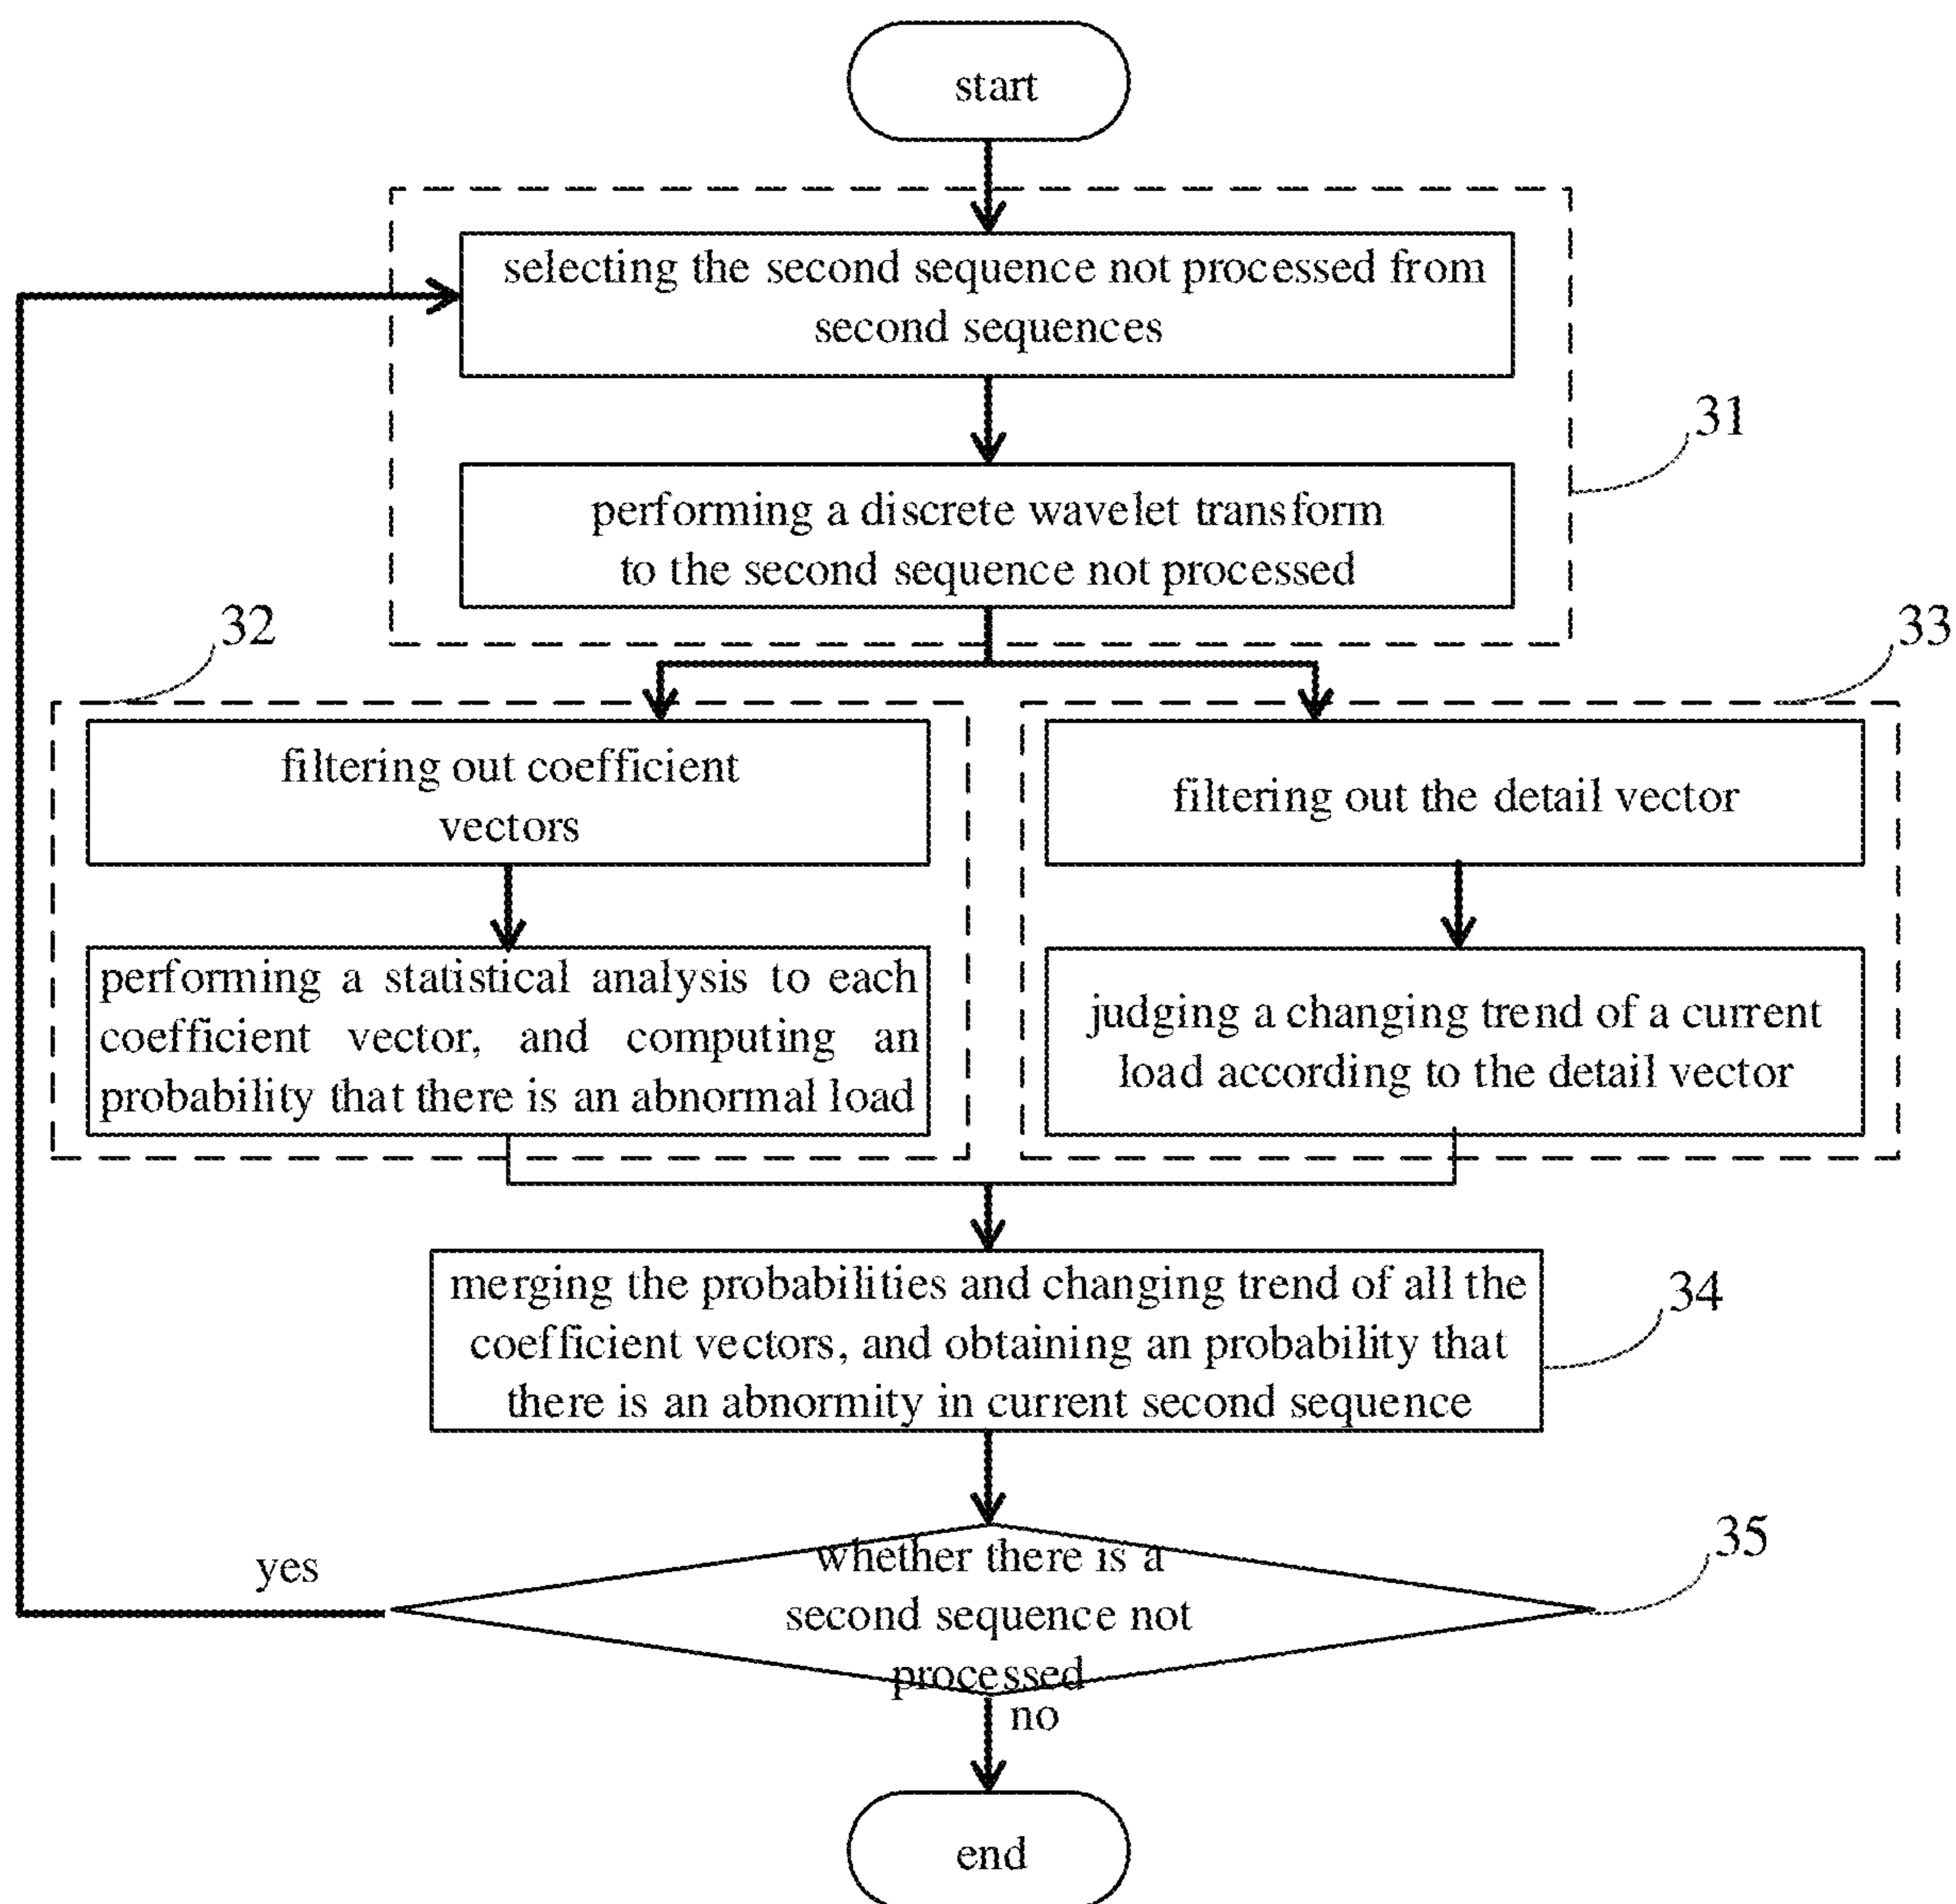 start
selecting the second sequence not processed from
second sequences
31
performing a discrete wavelet transform
to the second sequence not processed
32
33
filtering out coefficient
vectors
filtering out the detail vector
performing a statistical analysis to each
coefficient vector, and computing an
probability that there is an abnormal load
judging a changing trend of a current
load according to the detail vector
merging the probabilities and changing trend of all the
coefficient vectors, and obtaining an probability that
there is an abnormity in current second sequence
34
35
yes
whether there is a
second sequence not
processed
no
end